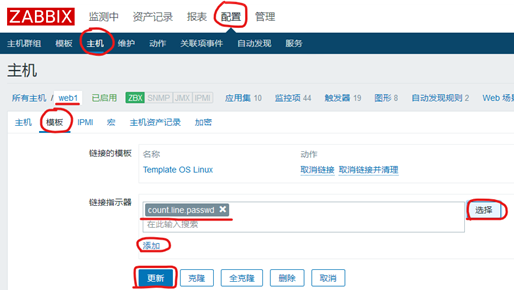 ZABBIX 监测中 资产记录 报表 配置 管理
主机群组 模板 主机 维护 动作 关联项事件 自动发现 服务
主机
所有主机 / web1 已启用 ZBX SNMP JMX IPMI 应用集 10 监控项 44 触发器 19 图形 8 自动发现规则 2 Web 场
主机 模板 IPMI 宏 主机资产记录 加密
链接的模板 名称 动作
Template OS Linux 取消链接 取消链接并清理
链接指示器 count.line.passwd 选择
在此输入搜索
添加
更新 克隆 全克隆 删除 取消